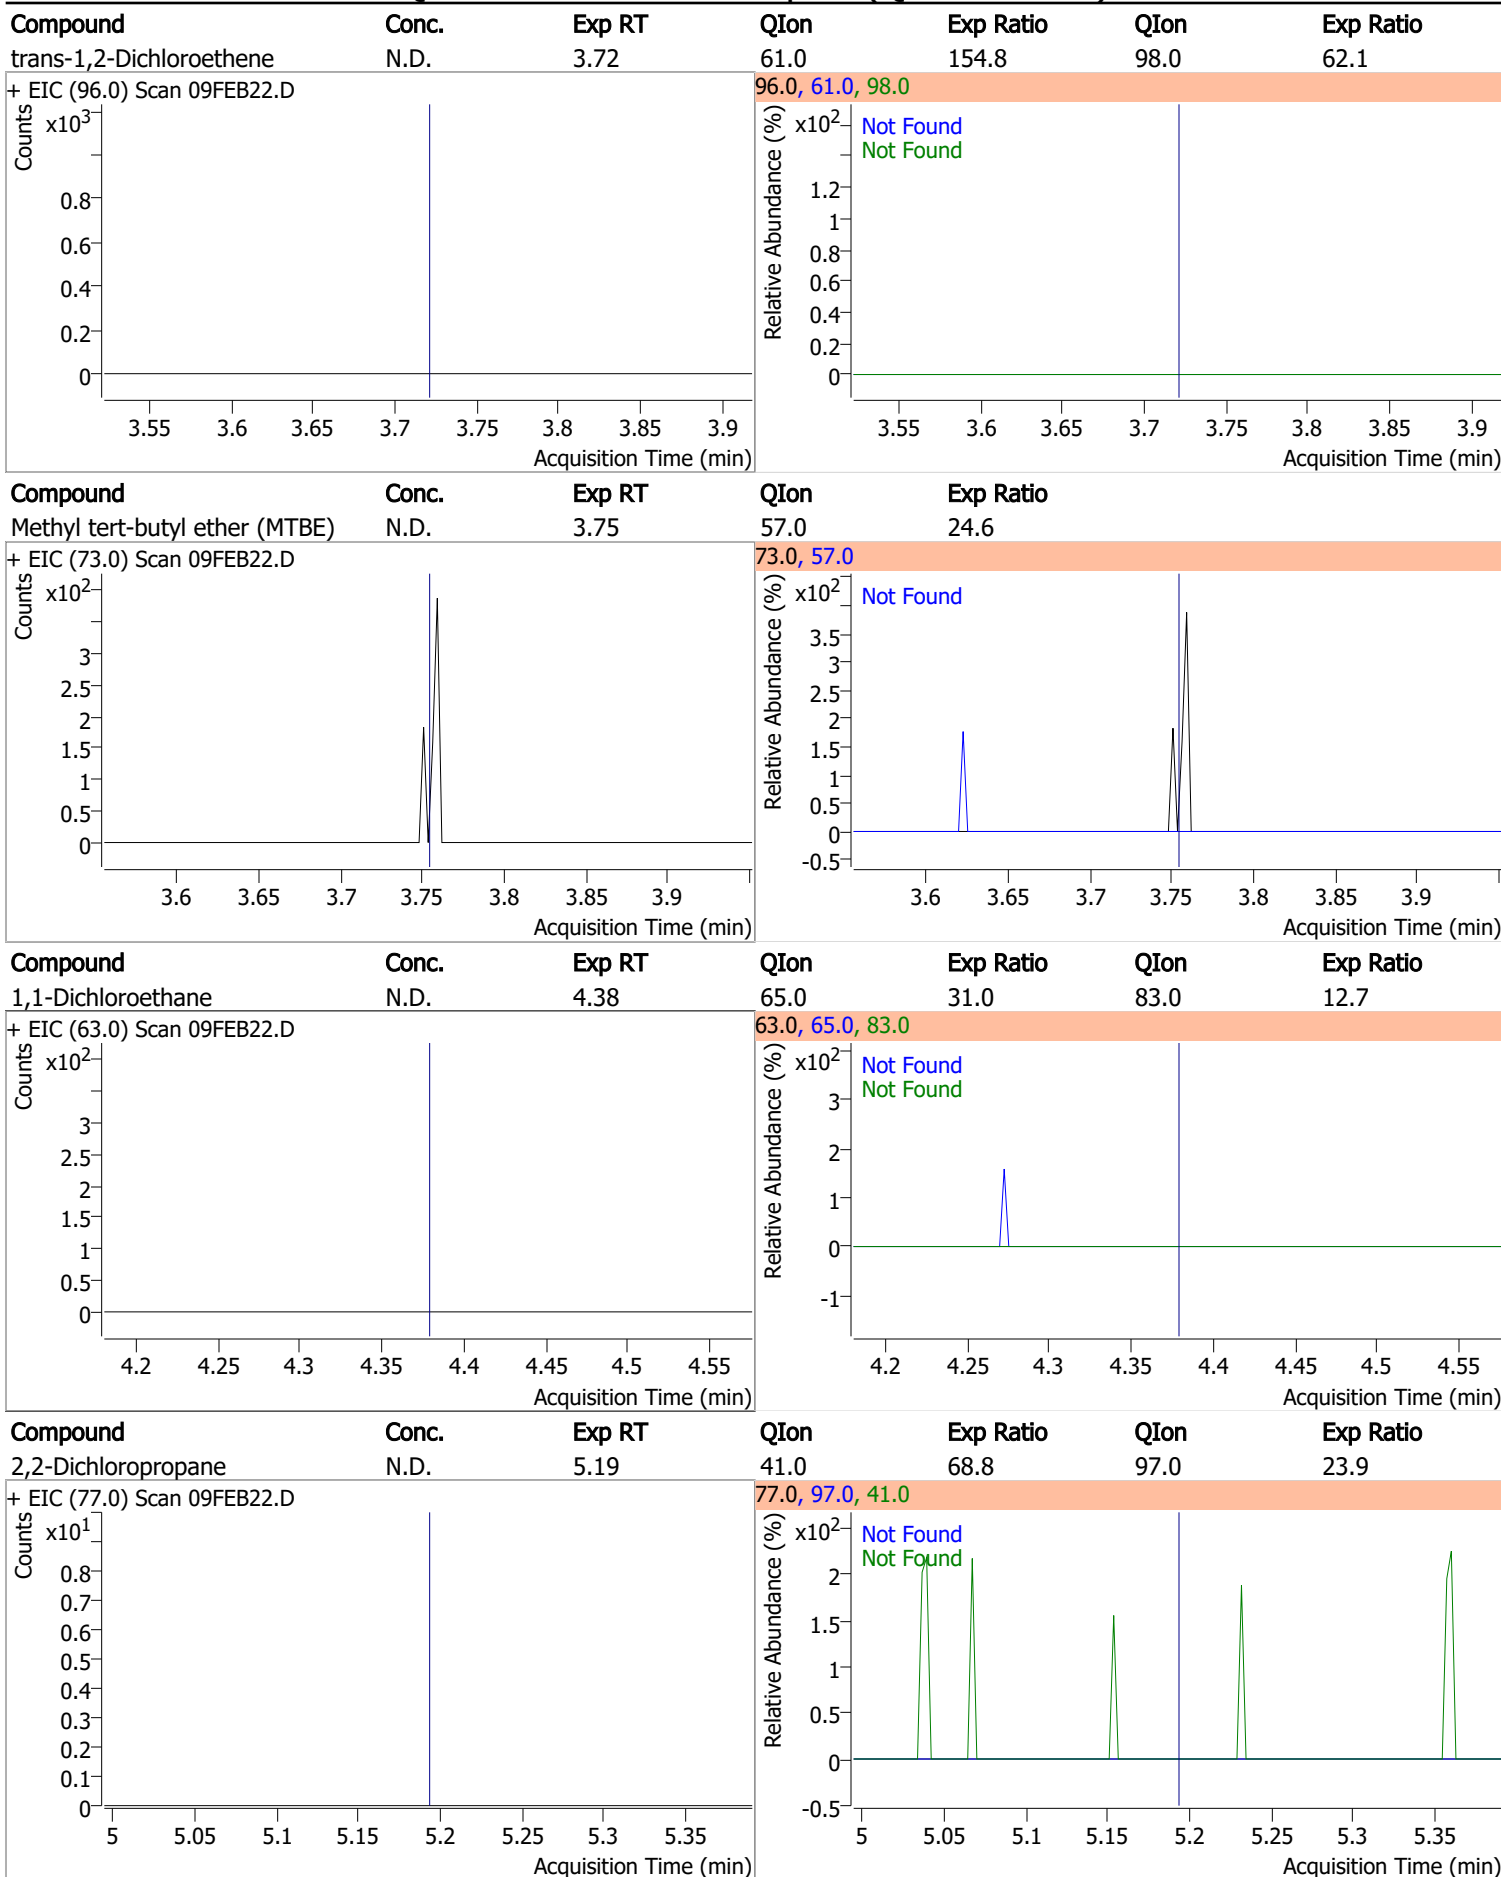 Compound Conc. Exp RT QIon Exp Ratio QIon Exp Ratio
trans-1,2-Dichloroethene N.D. 3.72 61.0 154.8 98.0 62.1
+ EIC (96.0) Scan 09FEB22.D
96.0, 61.0, 98.0
Counts
x10³
0.8
0.6
0.4
0.2
0
3.55 3.6 3.65 3.7 3.75 3.8 3.85 3.9
Acquisition Time (min)
Relative Abundance (%)
x10²
Not Found
Not Found
1.2
1
0.8
0.6
0.4
0.2
0
3.55 3.6 3.65 3.7 3.75 3.8 3.85 3.9
Acquisition Time (min)
Compound Conc. Exp RT QIon Exp Ratio
Methyl tert-butyl ether (MTBE) N.D. 3.75 57.0 24.6
+ EIC (73.0) Scan 09FEB22.D
73.0, 57.0
Counts
x10²
3
2.5
2
1.5
1
0.5
0
3.6 3.65 3.7 3.75 3.8 3.85 3.9
Acquisition Time (min)
Relative Abundance (%)
x10²
Not Found
3.5
3
2.5
2
1.5
1
0.5
0
-0.5
3.6 3.65 3.7 3.75 3.8 3.85 3.9
Acquisition Time (min)
Compound Conc. Exp RT QIon Exp Ratio QIon Exp Ratio
1,1-Dichloroethane N.D. 4.38 65.0 31.0 83.0 12.7
+ EIC (63.0) Scan 09FEB22.D
63.0, 65.0, 83.0
Counts
x10²
3
2.5
2
1.5
1
0.5
0
4.2 4.25 4.3 4.35 4.4 4.45 4.5 4.55
Acquisition Time (min)
Relative Abundance (%)
x10²
Not Found
Not Found
3
2
1
0
-1
4.2 4.25 4.3 4.35 4.4 4.45 4.5 4.55
Acquisition Time (min)
Compound Conc. Exp RT QIon Exp Ratio QIon Exp Ratio
2,2-Dichloropropane N.D. 5.19 41.0 68.8 97.0 23.9
+ EIC (77.0) Scan 09FEB22.D
77.0, 97.0, 41.0
Counts
x10¹
0.8
0.7
0.6
0.5
0.4
0.3
0.2
0.1
0
5 5.05 5.1 5.15 5.2 5.25 5.3 5.35
Acquisition Time (min)
Relative Abundance (%)
x10²
Not Found
Not Found
2
1.5
1
0.5
0
-0.5
5 5.05 5.1 5.15 5.2 5.25 5.3 5.35
Acquisition Time (min)